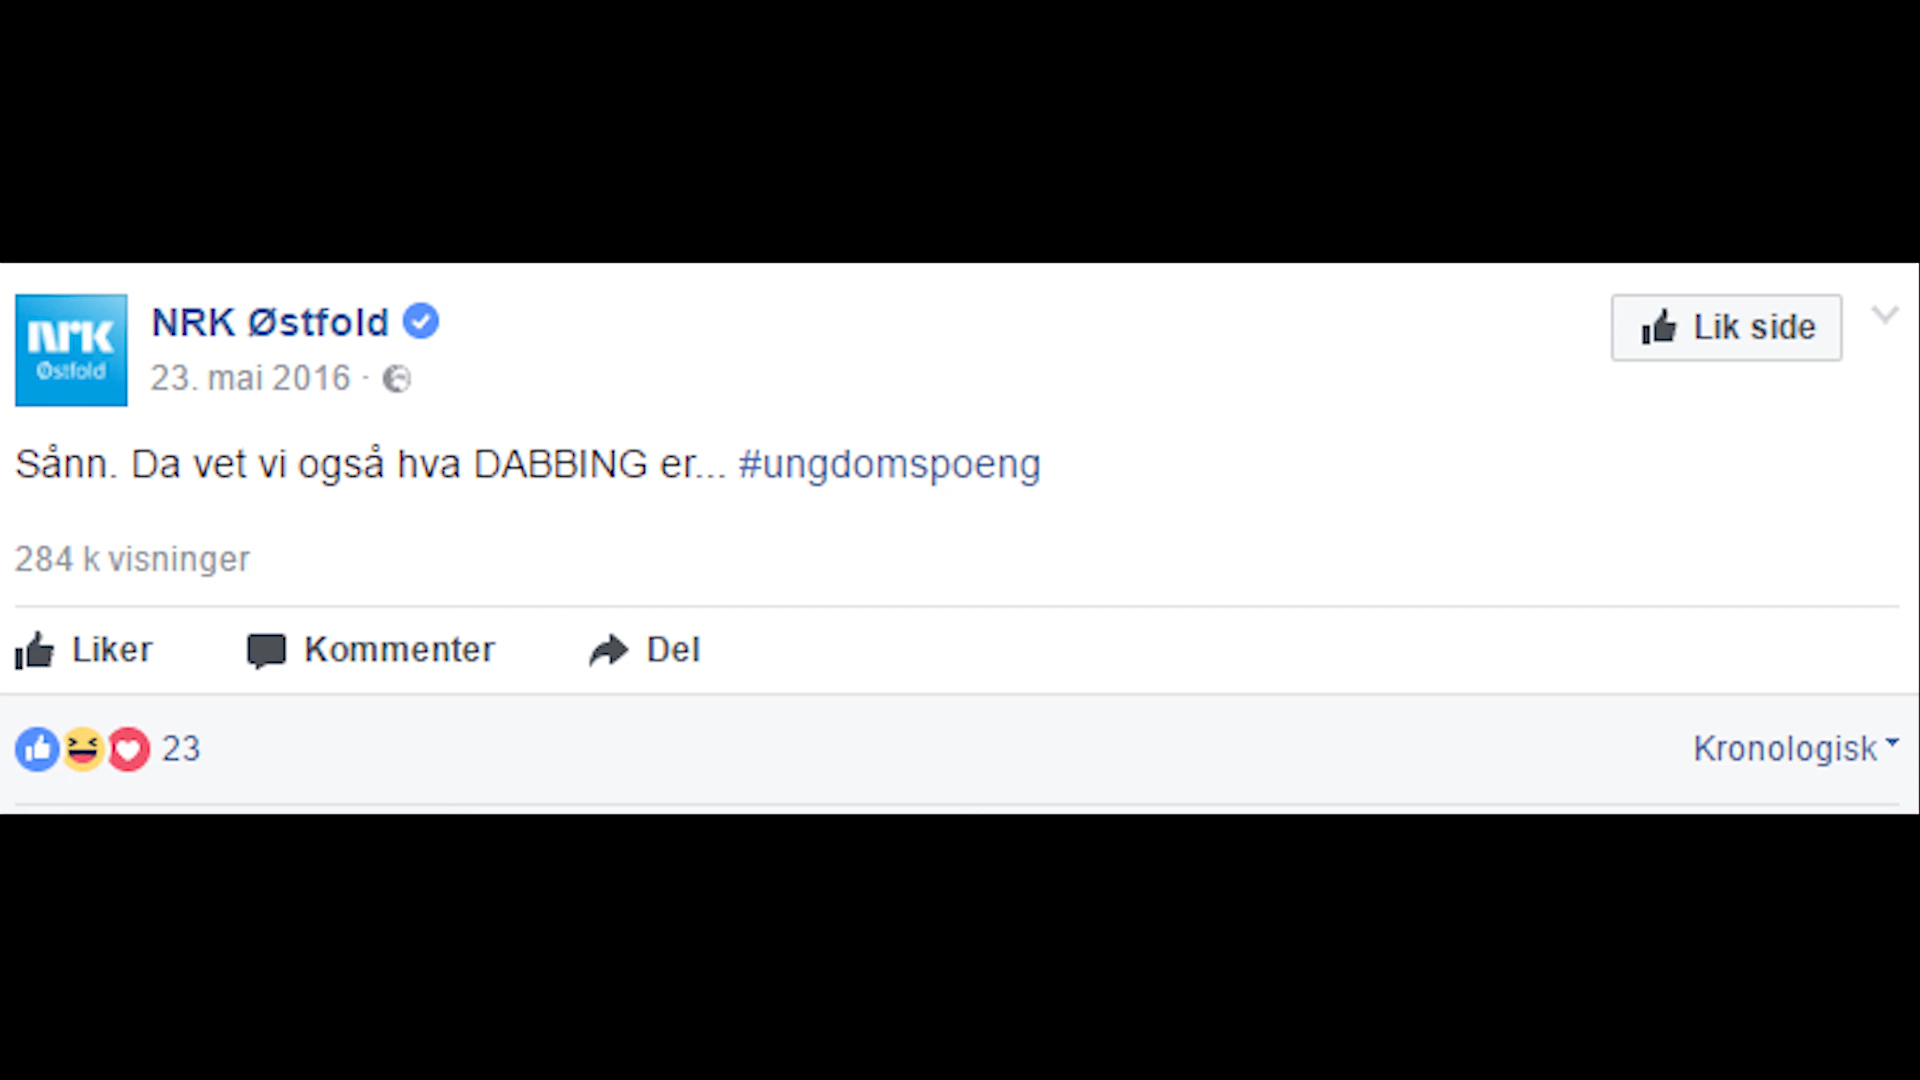 nrk
Østfold
NRK Østfold
23. mai 2016 ·
Lik side
Sånn. Da vet vi også hva DABBING er... #ungdomspoeng
284 k visninger
Liker Kommenter Del
23 Kronologisk